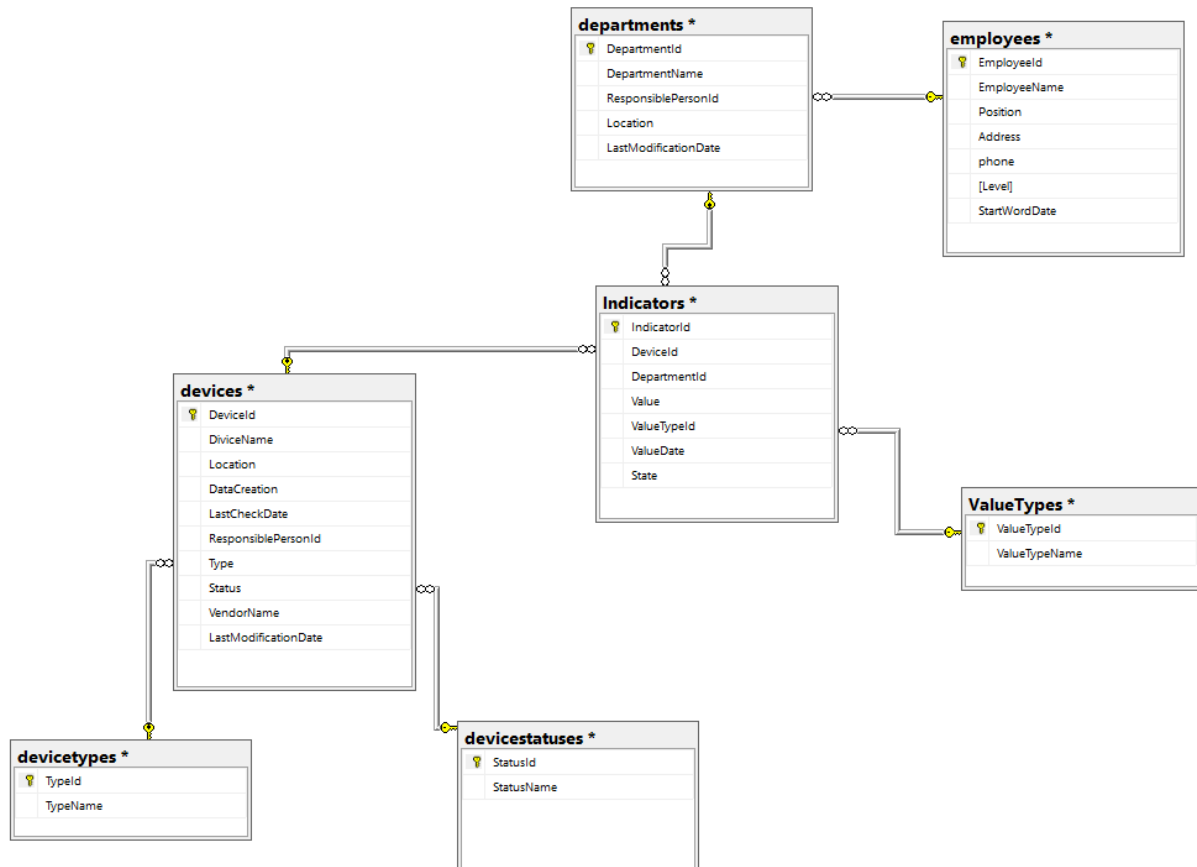 departments *
DepartmentId
DepartmentName
ResponsiblePersonId
Location
LastModificationDate
employees *
EmployeeId
EmployeeName
Position
Address
phone
[Level]
StartWordDate
Indicators *
IndicatorId
DeviceId
DepartmentId
Value
ValueTypeId
ValueDate
State
devices *
DeviceId
DiviceName
Location
DataCreation
LastCheckDate
ResponsiblePersonId
Type
Status
VendorName
LastModificationDate
ValueTypes *
ValueTypeId
ValueTypeName
devicetypes *
TypeId
TypeName
devicestatuses *
StatusId
StatusName